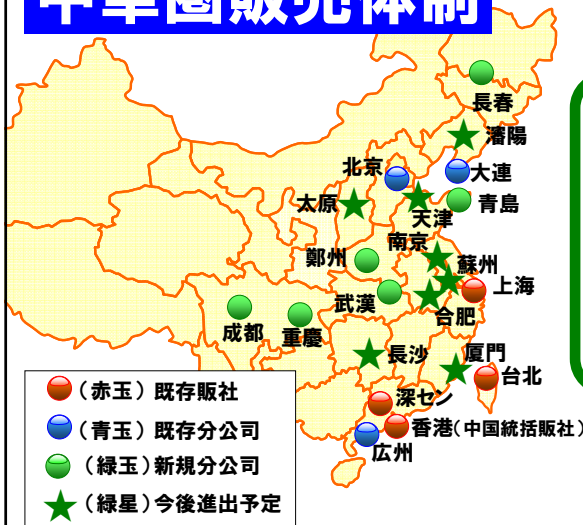 中華圏販売体制
長春
瀋陽
北京
大連
太原
天津
青島
南京
鄭州
蘇州
上海
武漢
合肥
成都
重慶
長沙
厦門
台北
深セン
香港(中国統括販社)
広州
(赤玉)既存販社
(青玉)既存分公司
(緑玉)新規分公司
(緑星)今後進出予定